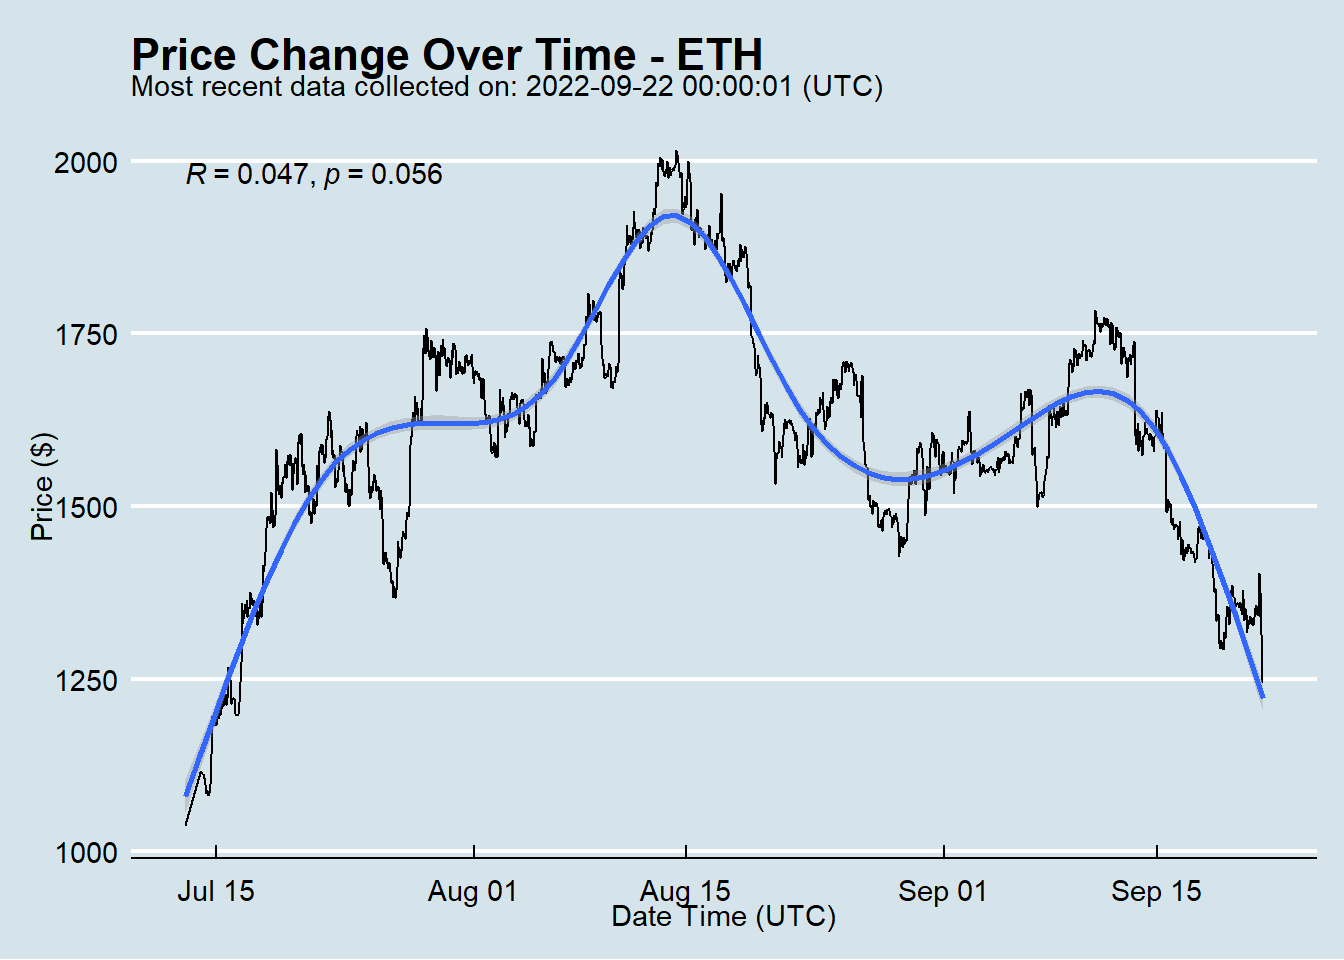 Price Change Over Time - ETH
Most recent data collected on: 2022-09-22 00:00:01 (UTC)
R = 0.047, p = 0.056
2000
1750
1500
1250
1000
Price ($)
Jul 15
Aug 01
Aug 15
Sep 01
Sep 15
Date Time (UTC)